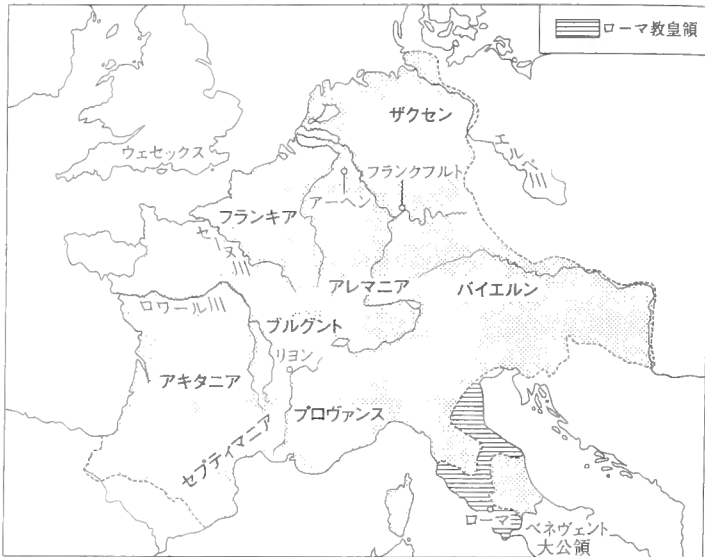 ローマ教皇領
ザクセン
ウェセックス
エルベ川
フランクフルト
アーヘン
フランキア
セーヌ川
アレマニア
バイエルン
ロワール川
ブルグント
リヨン
アキタニア
プロヴァンス
セプティマニア
ローマ
ベネヴェント
大公領